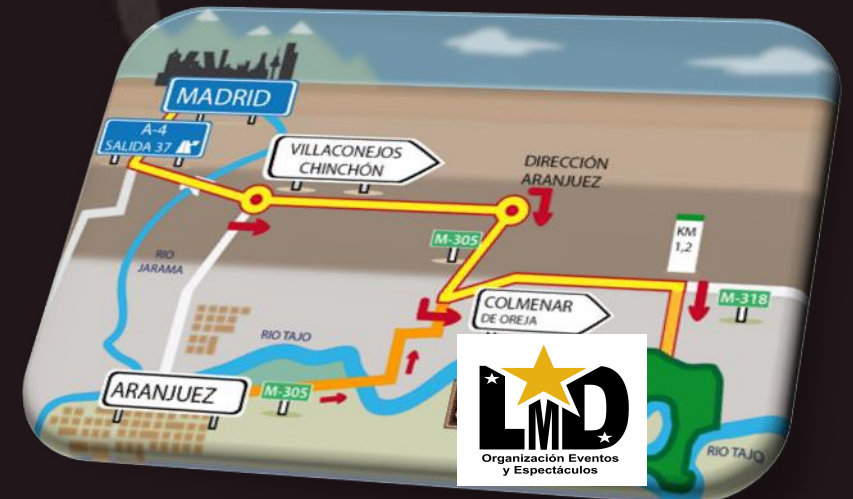 MADRID
A-4
SALIDA 37
VILLACONEJOS
CHINCHÓN
DIRECCIÓN
ARANJUEZ
KM
1,2
M-305
RIO
JARAMA
M-318
COLMENAR
DE OREJA
RIO TAJO
ARANJUEZ
M-305
LMD
Organización Eventos
y Espectáculos
RIO TAJO